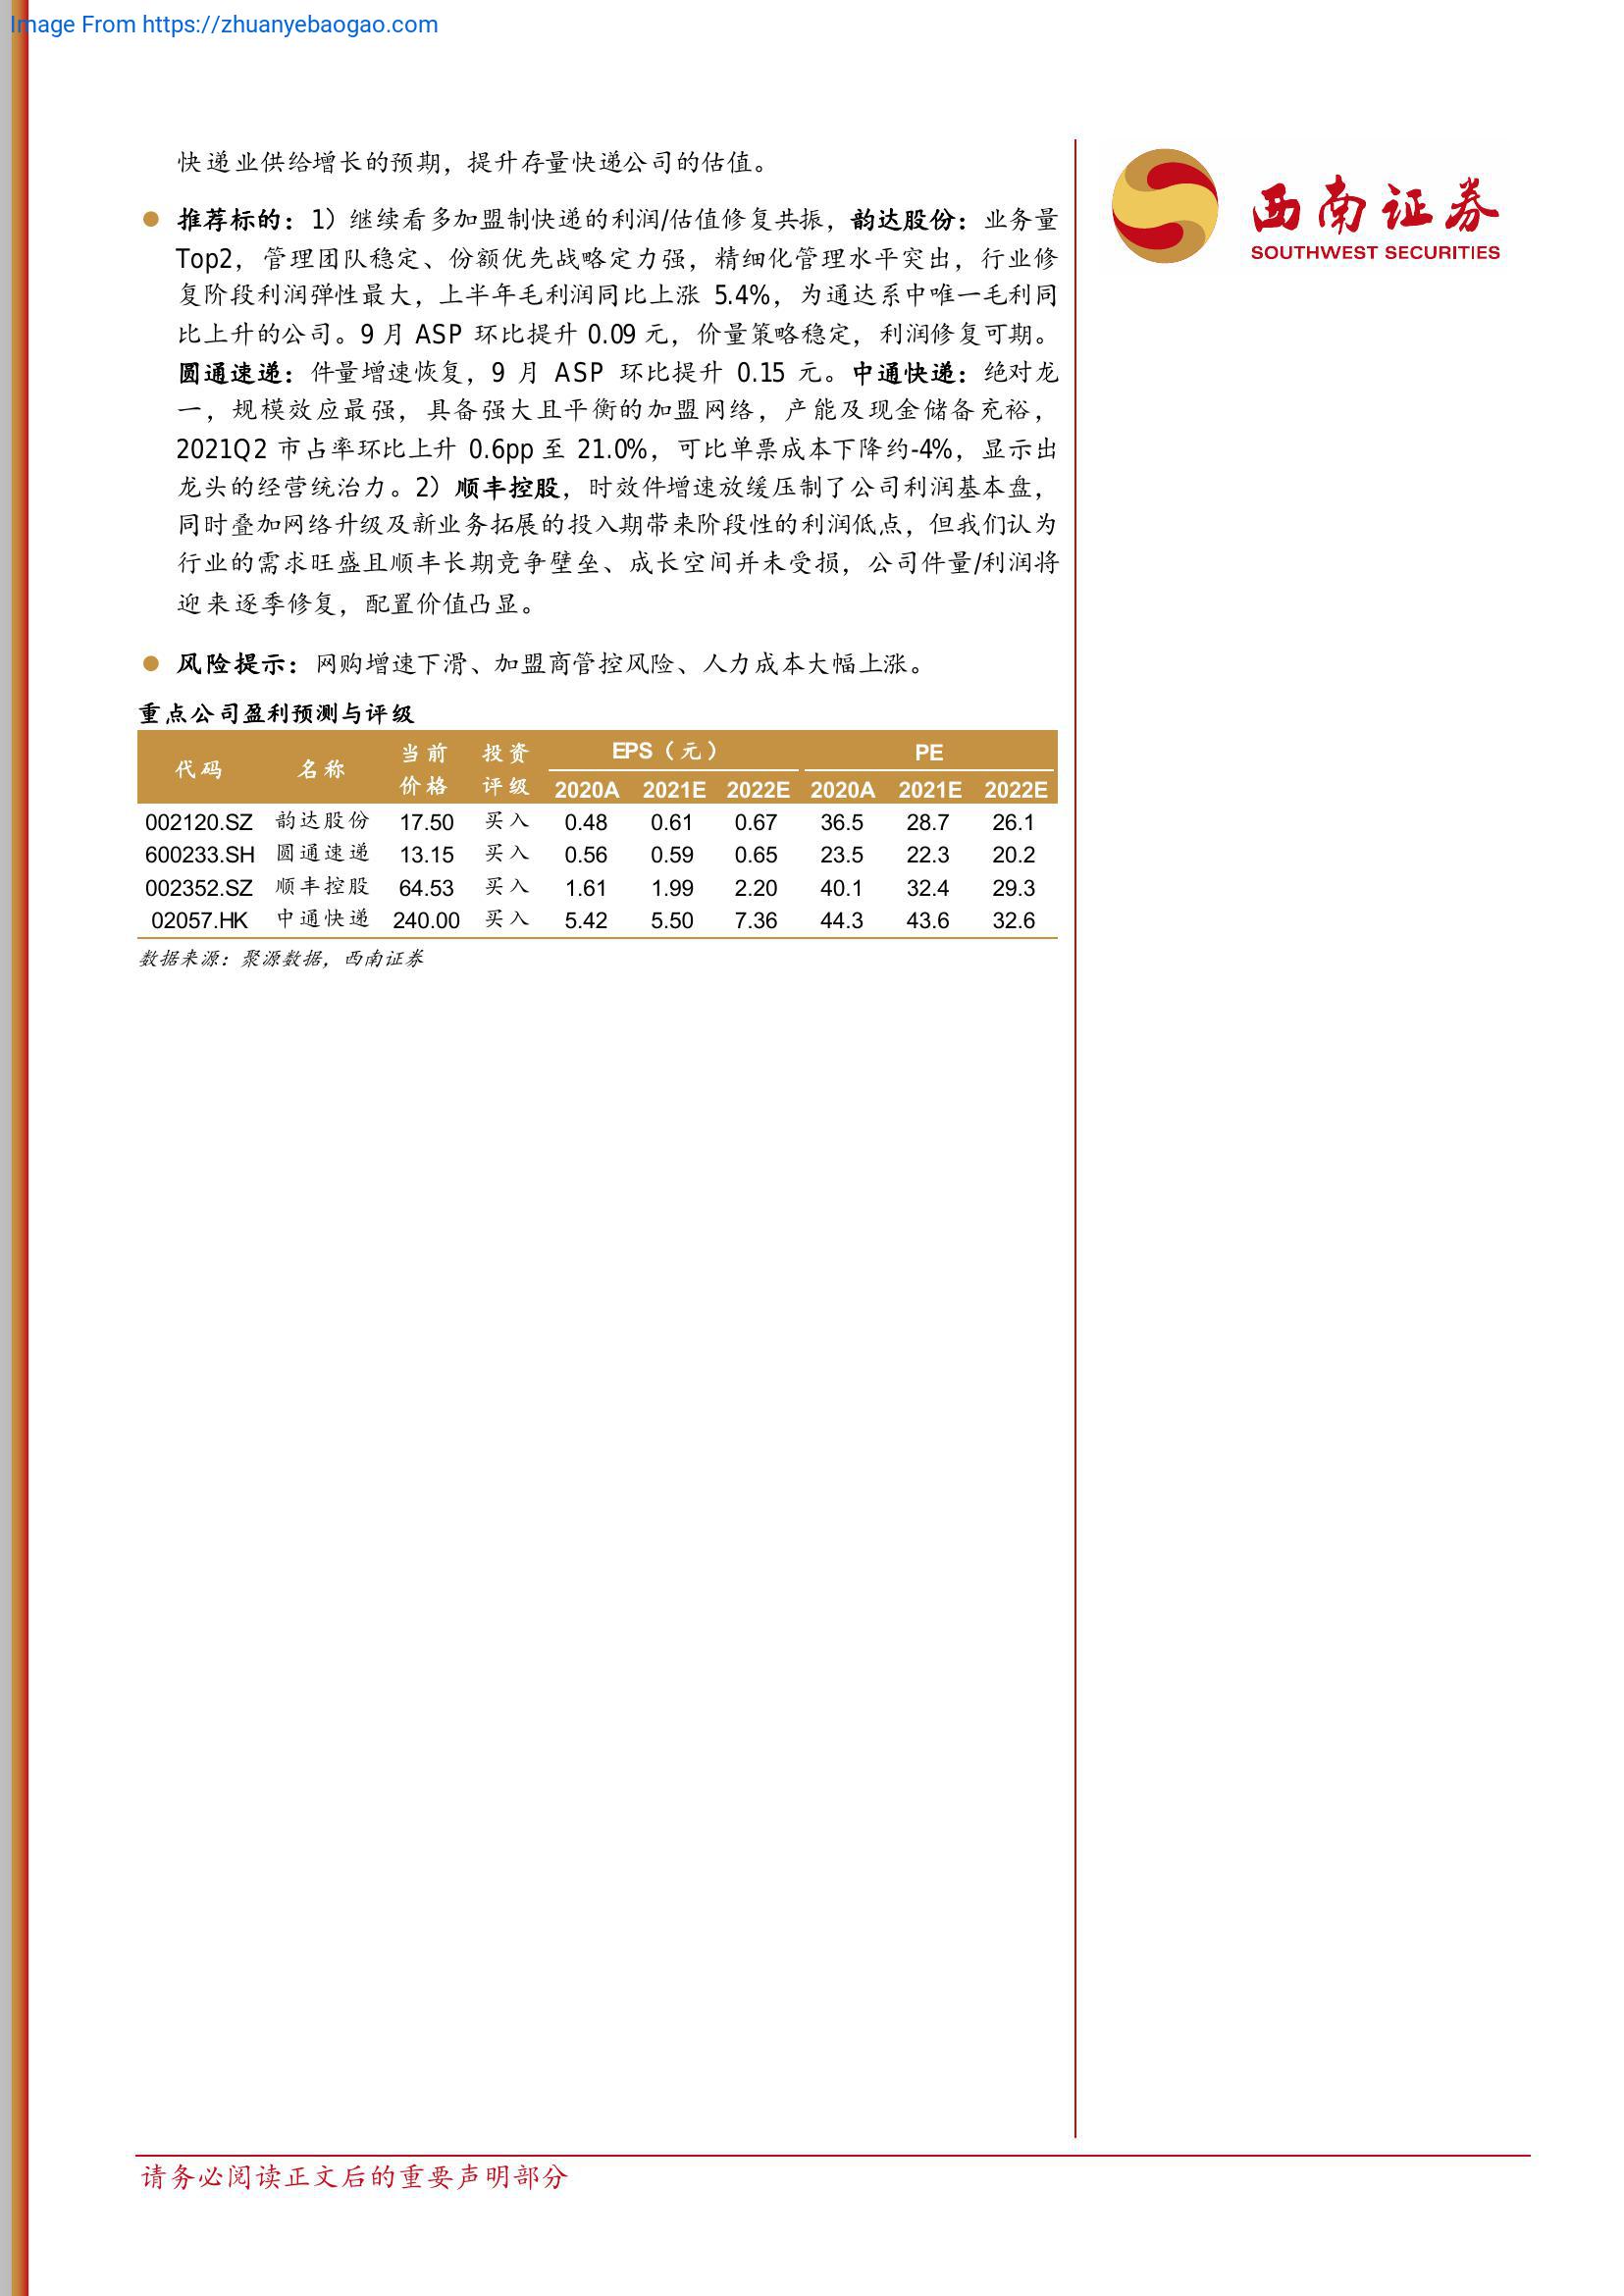 Image From https://zhuanyebaogao.com
西南证券
SOUTHWEST SECURITIES
快递业供给增长的预期，提升存量快递公司的估值。
推荐标的：1）继续看多加盟制快递的利润/估值修复共振，韵达股份：业务量
Top2，管理团队稳定、份额优先战略定力强，精细化管理水平突出，行业修
复阶段利润弹性最大，上半年毛利润同比上涨 5.4%，为通达系中唯一毛利同
比上升的公司。9 月 ASP 环比提升 0.09 元，价量策略稳定，利润修复可期。
圆通速递：件量增速恢复，9 月 ASP 环比提升 0.15 元。中通快递：绝对龙
一，规模效应最强，具备强大且平衡的加盟网络，产能及现金储备充裕，
2021Q2 市占率环比上升 0.6pp 至 21.0%，可比单票成本下降约-4%，显示出
龙头的经营统治力。2）顺丰控股，时效件增速放缓压制了公司利润基本盘，
同时叠加网络升级及新业务拓展的投入期带来阶段性的利润低点，但我们认为
行业的需求旺盛且顺丰长期竞争壁垒、成长空间并未受损，公司件量/利润将
迎来逐季修复，配置价值凸显。
风险提示：网购增速下滑、加盟商管控风险、人力成本大幅上涨。
重点公司盈利预测与评级
代码 名称 当前价格 投资评级 EPS（元） PE
2020A 2021E 2022E 2020A 2021E 2022E
002120.SZ 韵达股份 17.50 买入 0.48 0.61 0.67 36.5 28.7 26.1
600233.SH 圆通速递 13.15 买入 0.56 0.59 0.65 23.5 22.3 20.2
002352.SZ 顺丰控股 64.53 买入 1.61 1.99 2.20 40.1 32.4 29.3
02057.HK 中通快递 240.00 买入 5.42 5.50 7.36 44.3 43.6 32.6
数据来源：聚源数据，西南证券
请务必阅读正文后的重要声明部分